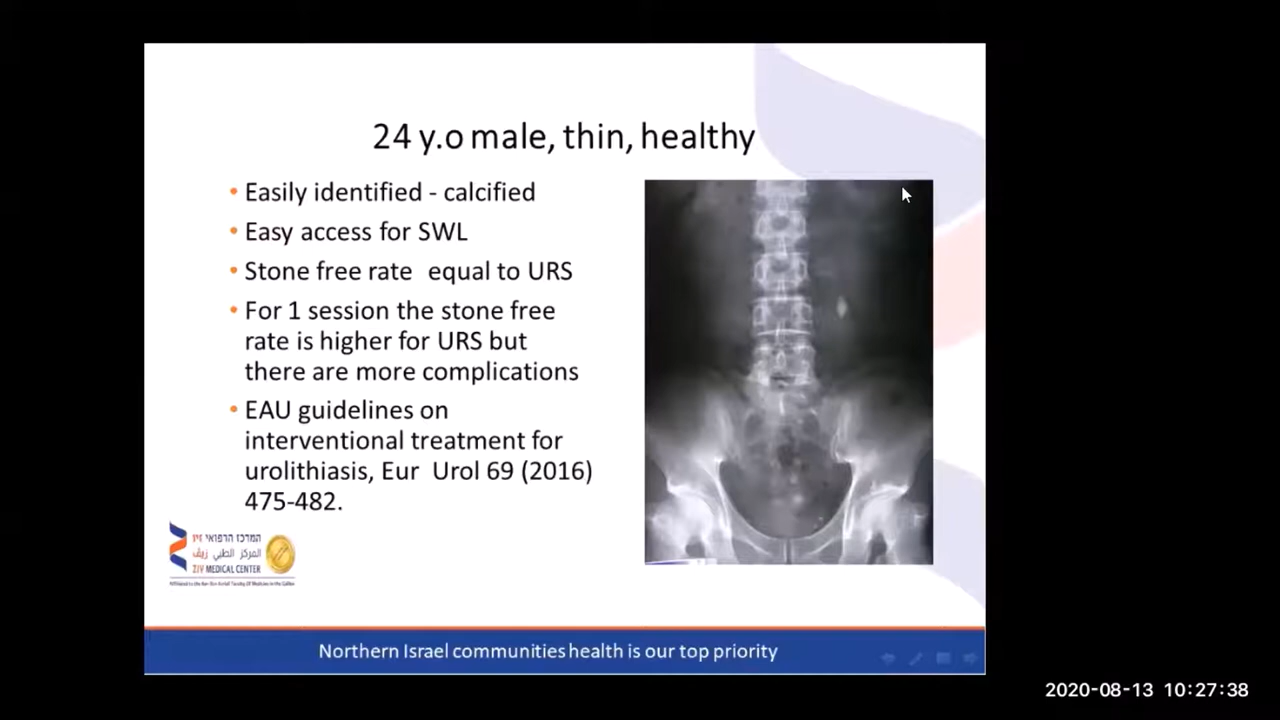 24 y.o male, thin, healthy
• Easily identified - calcified
• Easy access for SWL
• Stone free rate equal to URS
• For 1 session the stone free
rate is higher for URS but
there are more complications
• EAU guidelines on
interventional treatment for
urolithiasis, Eur Urol 69 (2016)
475-482.
המרכז הרפואי זיו
المركز الطبي زيڤ
ZIV MEDICAL CENTER
Northern Israel communities health is our top priority
2020-08-13 10:27:38